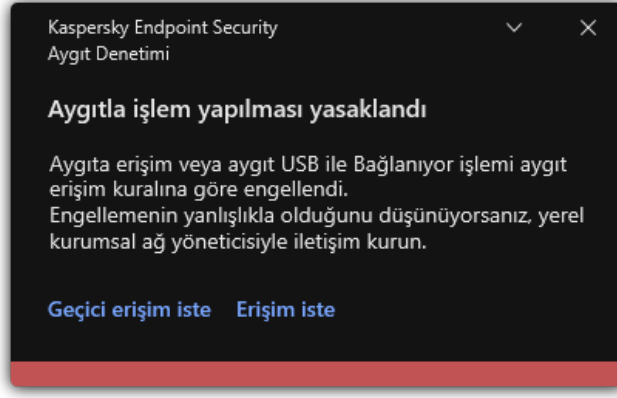 Kaspersky Endpoint Security
Aygıt Denetimi
Aygıtla işlem yapılması yasaklandı
Aygıta erişim veya aygıt USB ile Bağlanıyor işlemi aygıt
erişim kuralına göre engellendi.
Engellemenin yanlışlıkla olduğunu düşünüyorsanız, yerel
kurumsal ağ yöneticisiyle iletişim kurun.
Geçici erişim iste Erişim iste